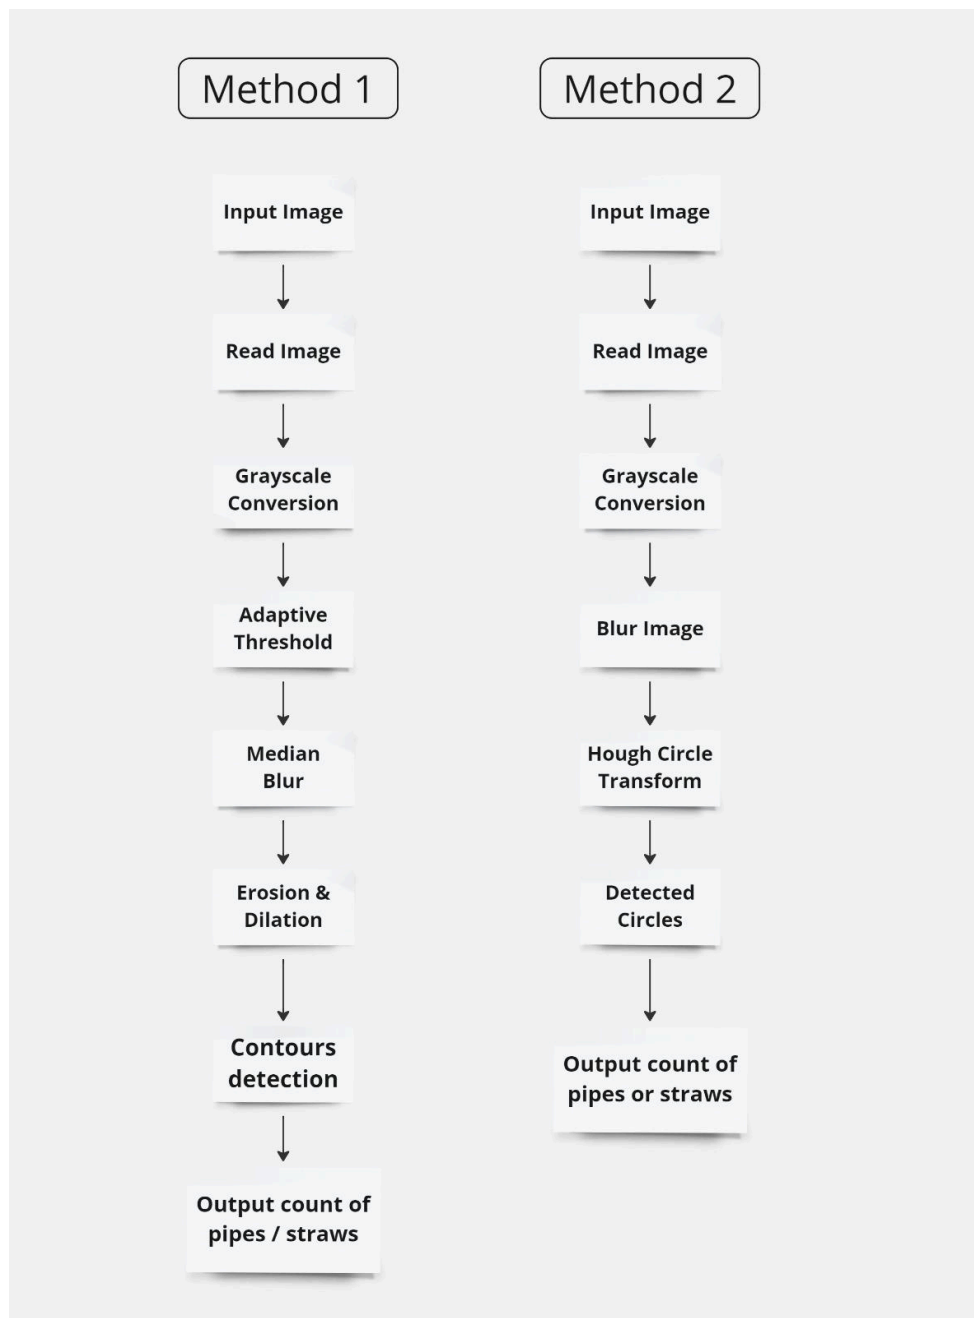 Method 1
Input Image
Read Image
Grayscale
Conversion
Adaptive
Threshold
Median
Blur
Erosion &
Dilation
Contours
detection
Output count of
pipes / straws
Method 2
Input Image
Read Image
Grayscale
Conversion
Blur Image
Hough Circle
Transform
Detected
Circles
Output count of
pipes or straws